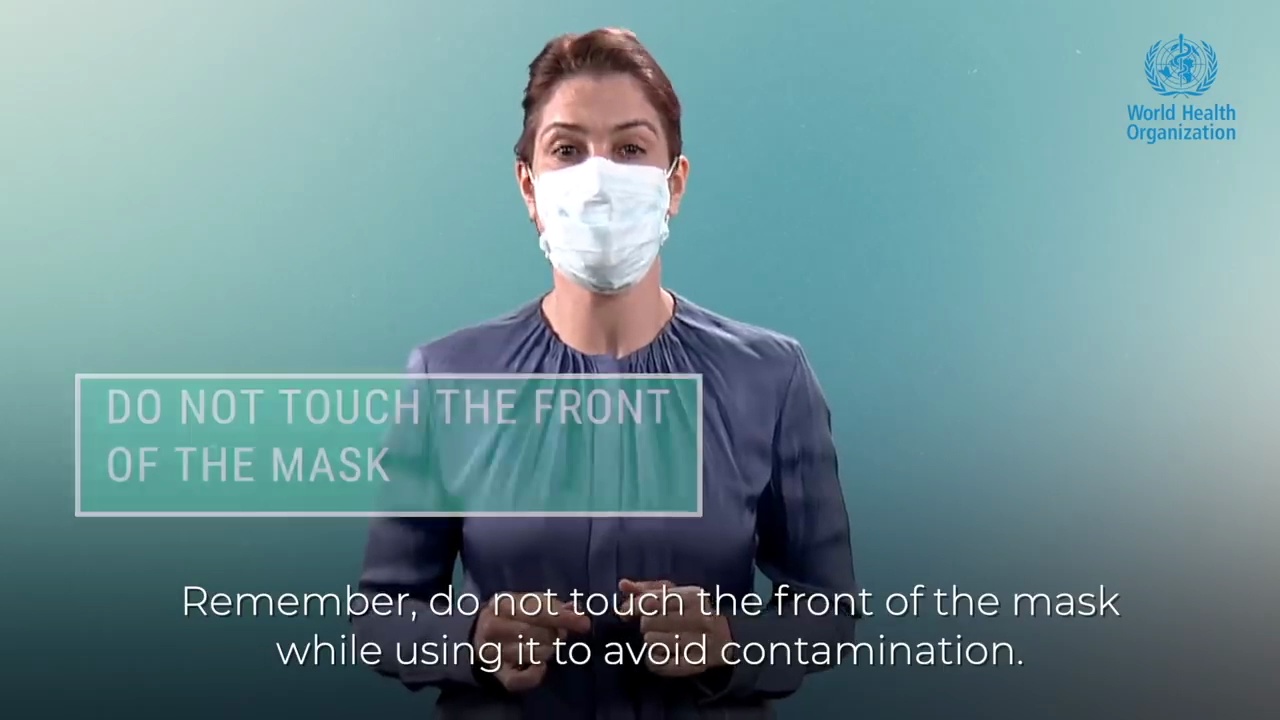 World Health
Organization
DO NOT TOUCH THE FRONT
OF THE MASK
Remember, do not touch the front of the mask
while using it to avoid contamination.